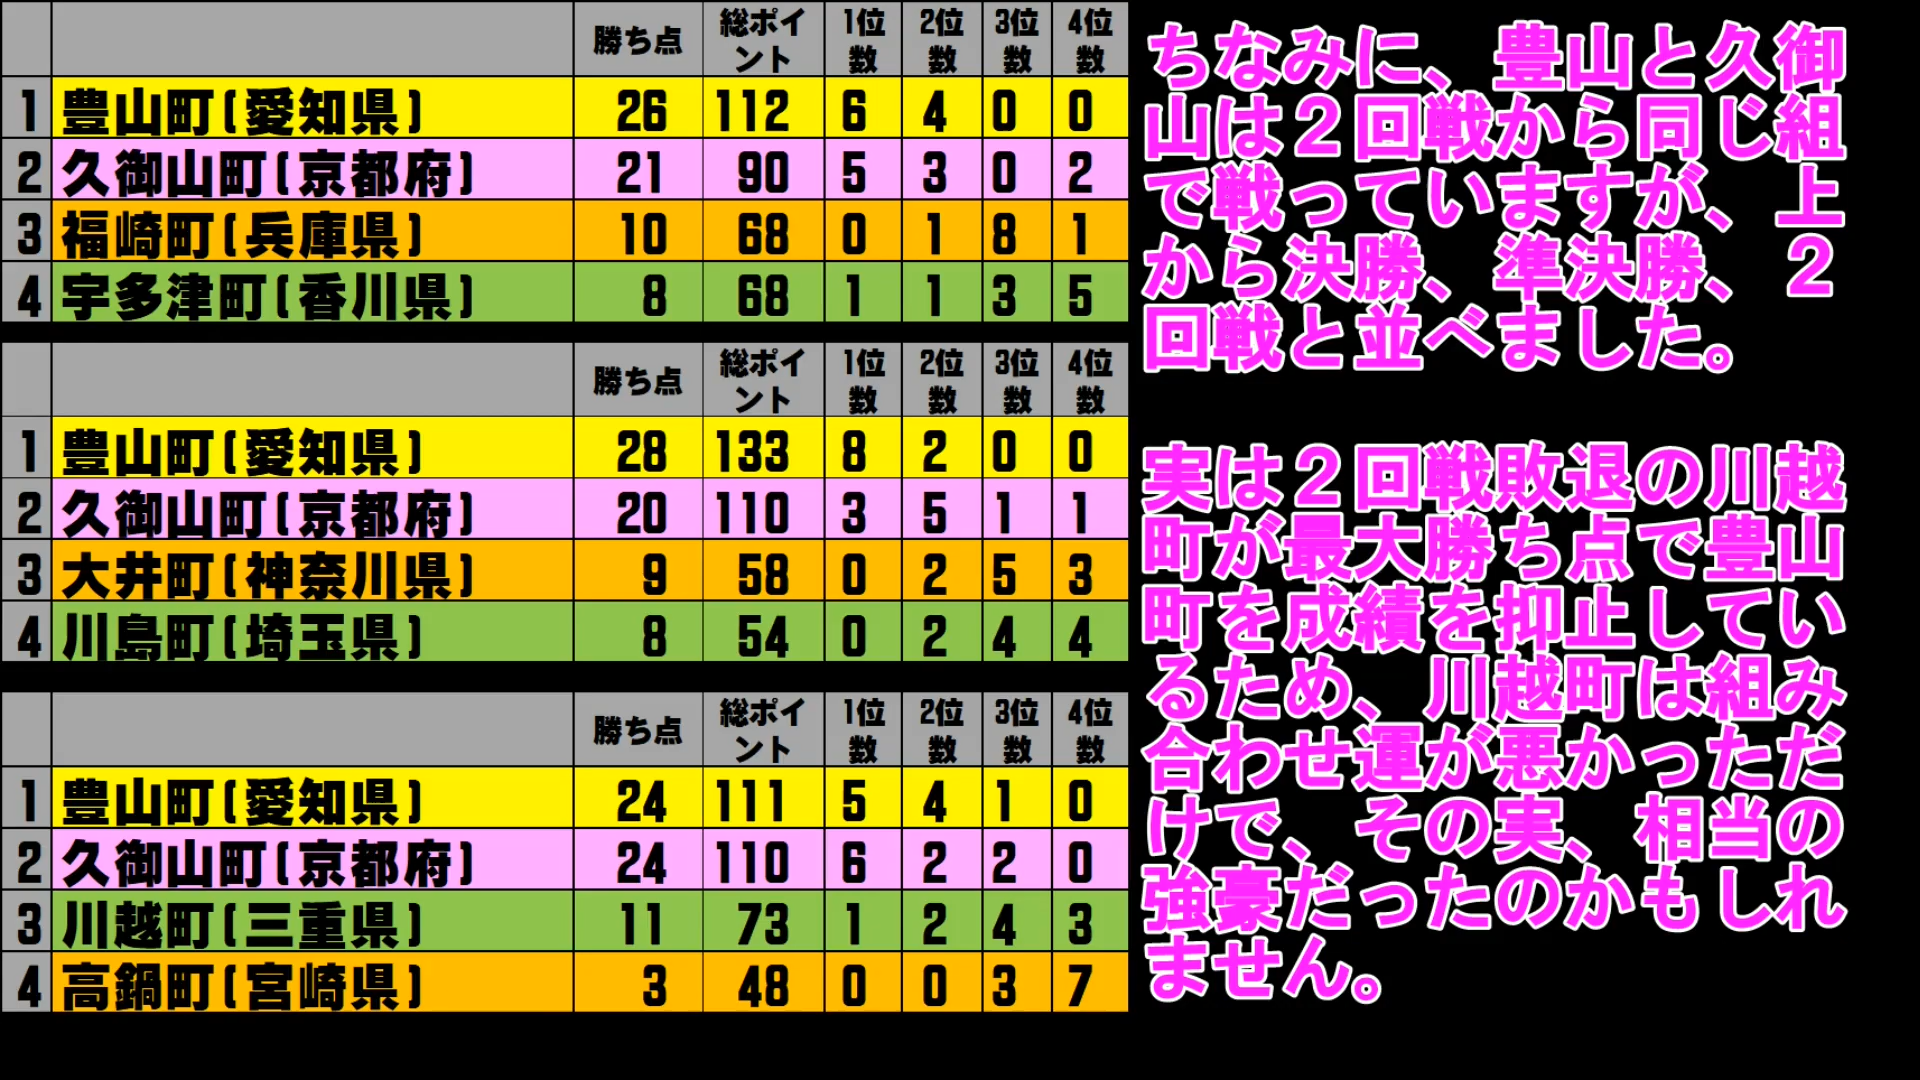 勝ち点 総ポイント 1位数 2位数 3位数 4位数
1 豊山町(愛知県) 26 112 6 4 0 0
2 久御山町(京都府) 21 90 5 3 0 2
3 福崎町(兵庫県) 10 68 0 1 8 1
4 宇多津町(香川県) 8 68 1 1 3 5
勝ち点 総ポイント 1位数 2位数 3位数 4位数
1 豊山町(愛知県) 28 133 8 2 0 0
2 久御山町(京都府) 20 110 3 5 1 1
3 大井町(神奈川県) 9 58 0 2 5 3
4 川島町(埼玉県) 8 54 0 2 4 4
勝ち点 総ポイント 1位数 2位数 3位数 4位数
1 豊山町(愛知県) 24 111 5 4 1 0
2 久御山町(京都府) 24 110 6 2 2 0
3 川越町(三重県) 11 73 1 2 4 3
4 高鍋町(宮崎県) 3 48 0 0 3 7
ちなみに、豊山と久御
山は２回戦から同じ組
で戦っていますが、上
から決勝、準決勝、２
回戦と並べました。
実は２回戦敗退の川越
町が最大勝ち点で豊山
町を成績を抑止してい
るため、川越町は組み
合わせ運が悪かっただ
けで、その実、相当の
強豪だったのかもしれ
ません。